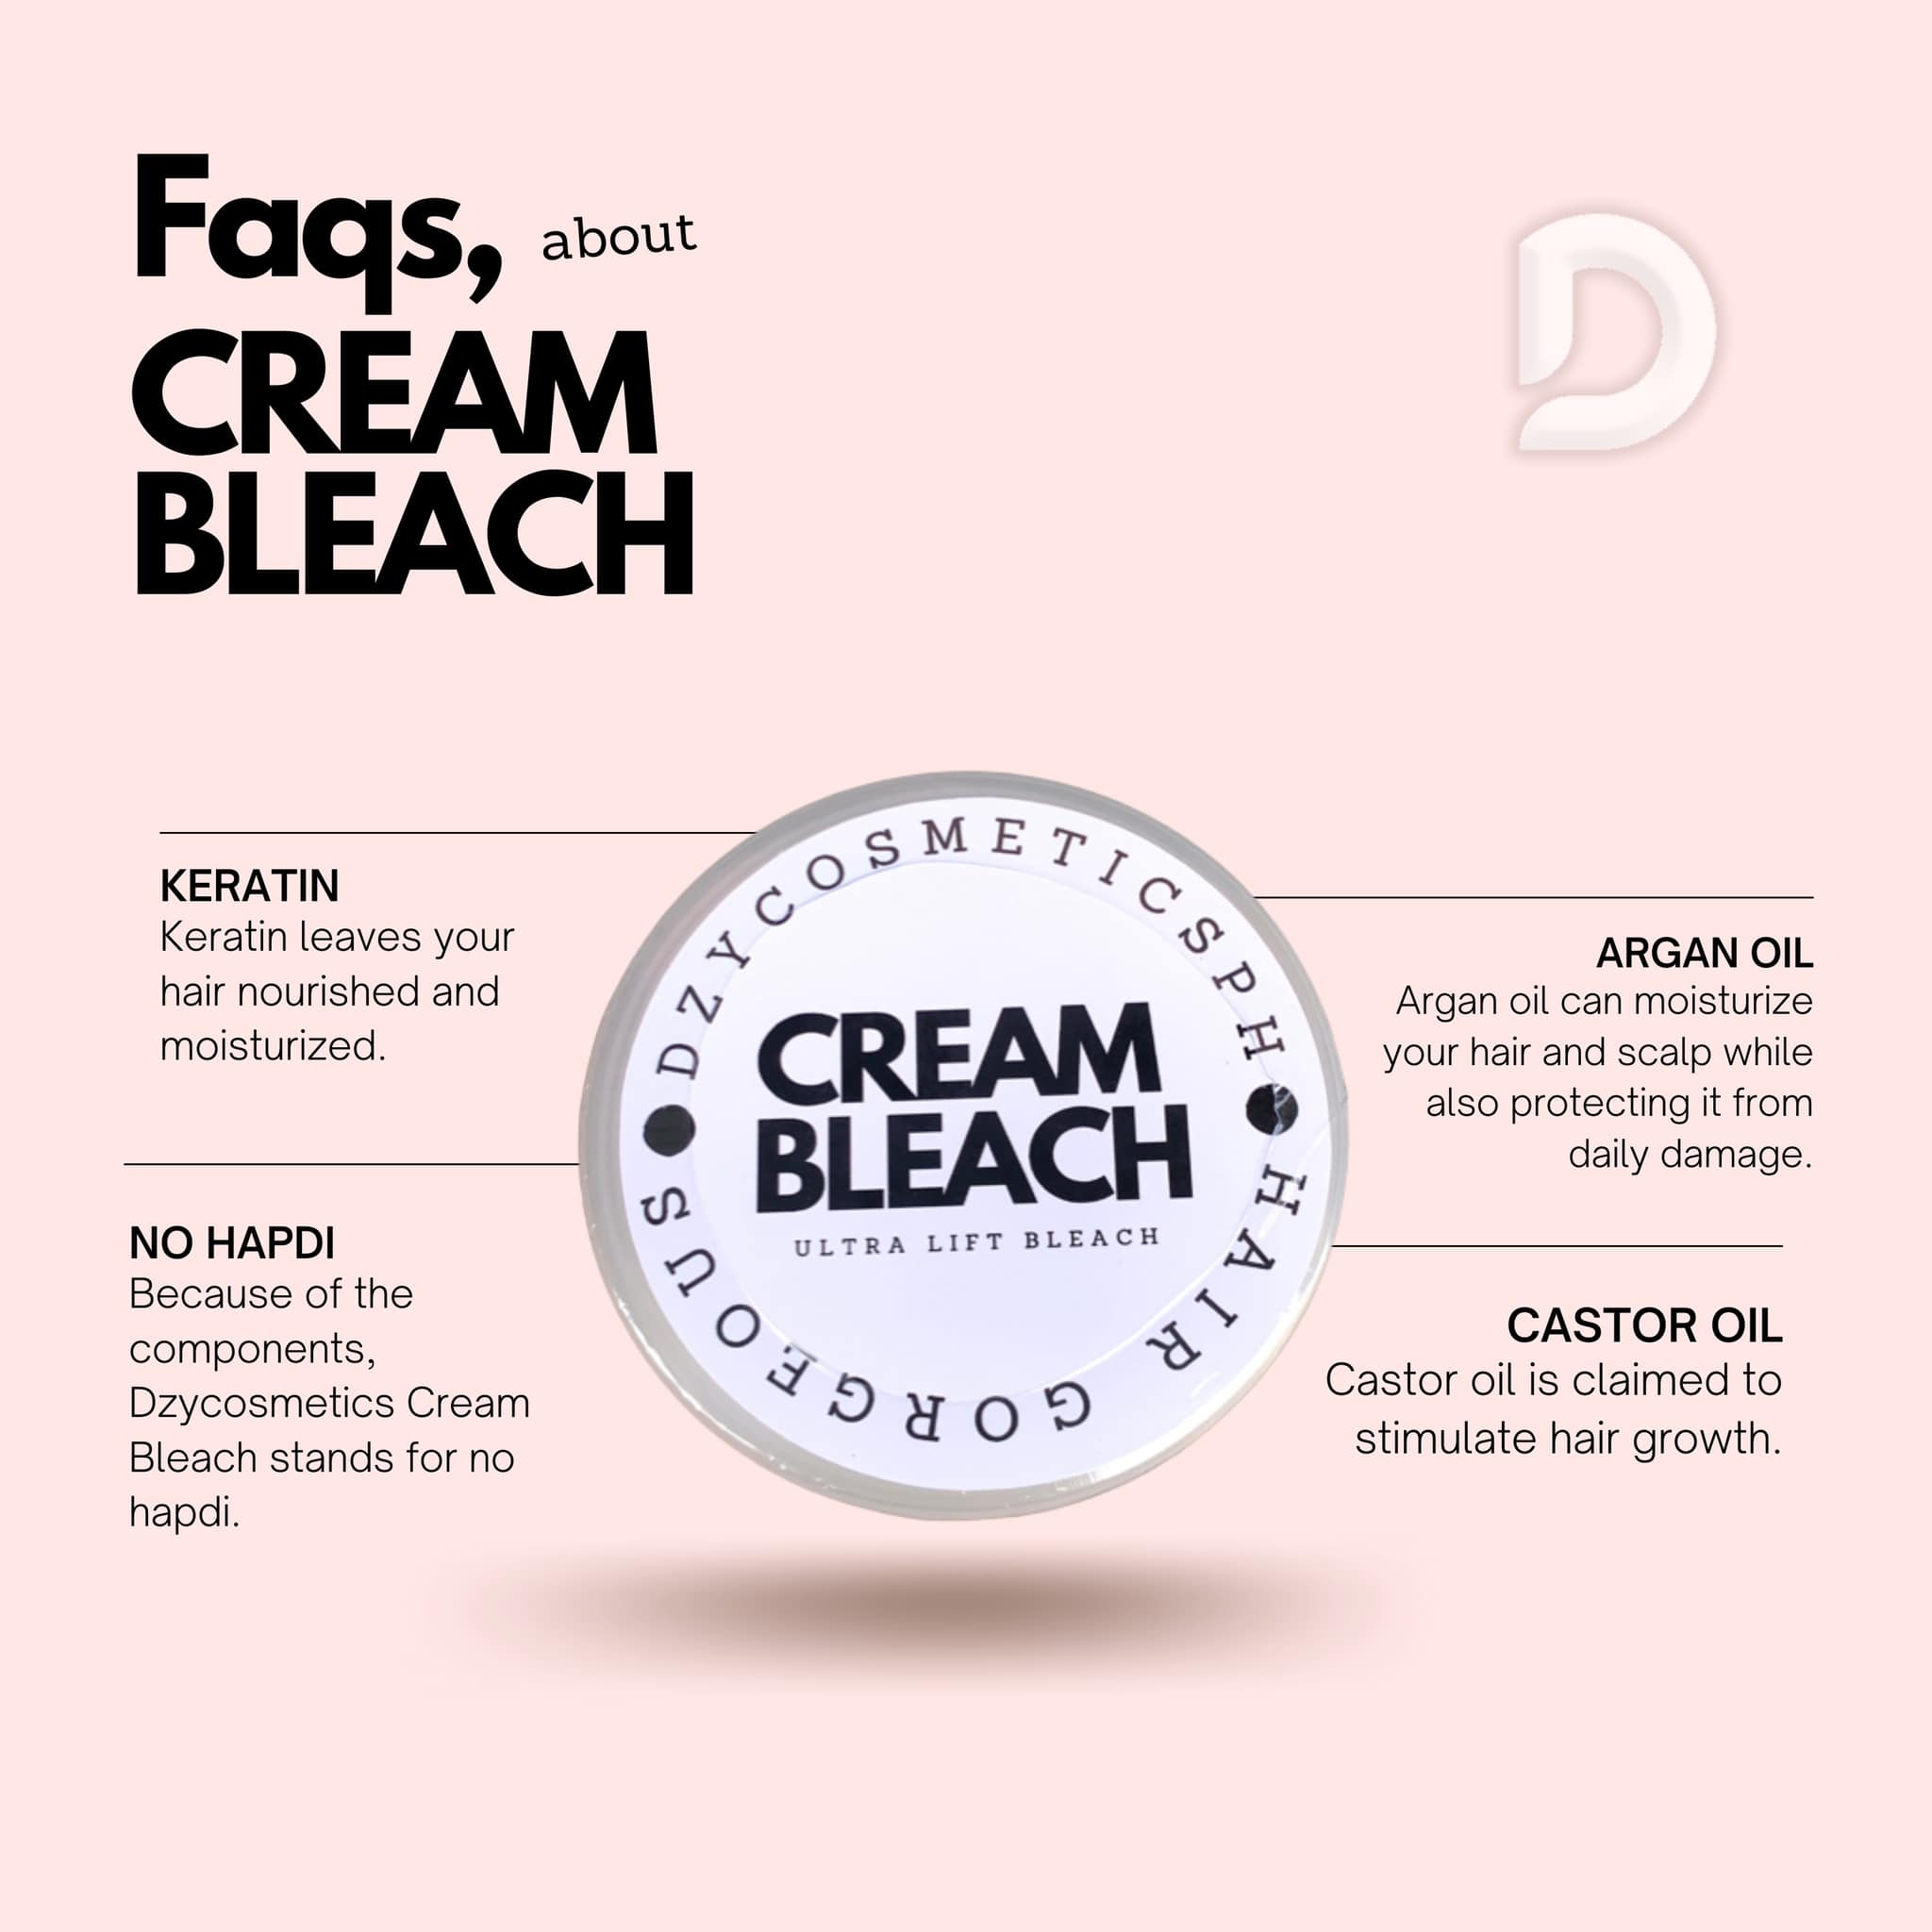 Faqs, about
CREAM
BLEACH
KERATIN
Keratin leaves your
hair nourished and
moisturized.
NO HAPDI
Because of the
components,
Dzycosmetics Cream
Bleach stands for no
hapdi.
DZYCOSMETICSPH
CREAM
BLEACH
ULTRA LIFT BLEACH
HAIR GORGEOUS
ARGAN OIL
Argan oil can moisturize
your hair and scalp while
also protecting it from
daily damage.
CASTOR OIL
Castor oil is claimed to
stimulate hair growth.
D